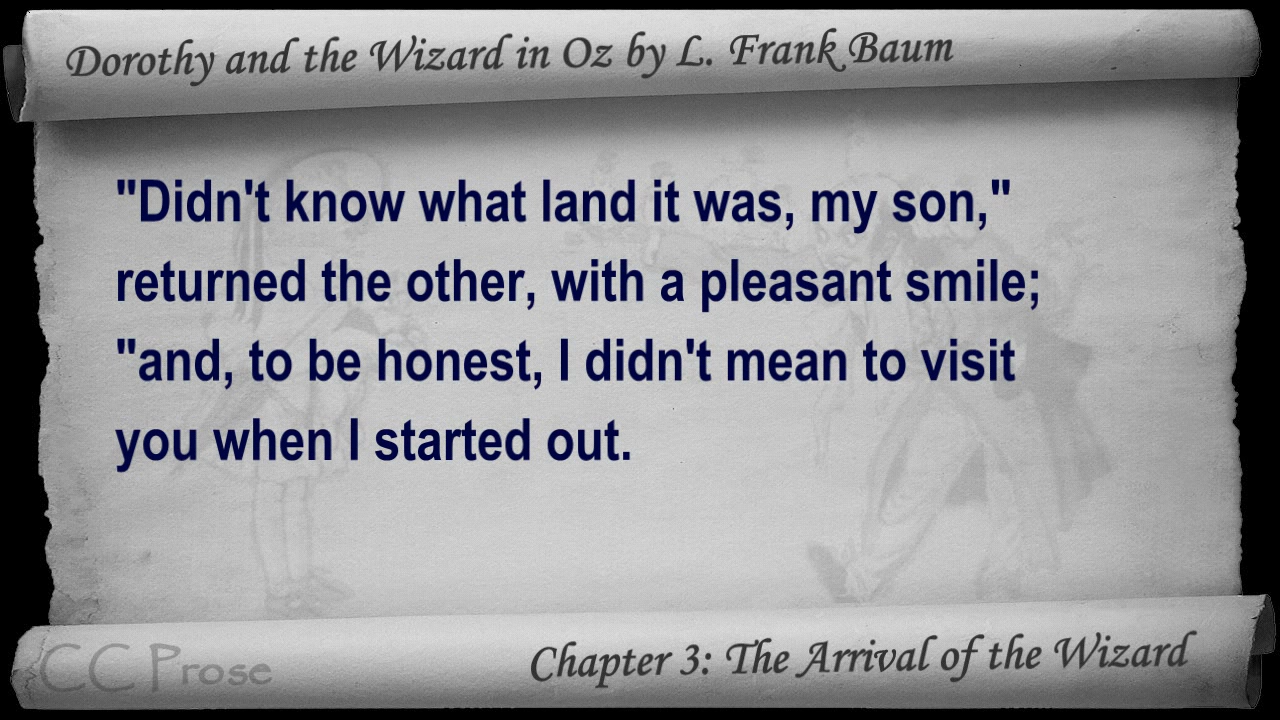 Dorothy and the Wizard in Oz by L. Frank Baum
"Didn't know what land it was, my son,"
returned the other, with a pleasant smile;
"and, to be honest, I didn't mean to visit
you when I started out.
CC Prose
Chapter 3: The Arrival of the Wizard